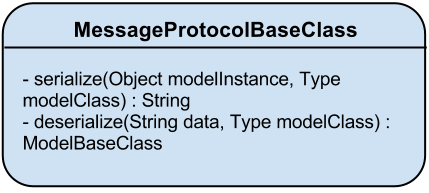 MessageProtocolBaseClass
- serialize(Object modelInstance, Type
modelClass) : String
- deserialize(String data, Type modelClass) :
ModelBaseClass